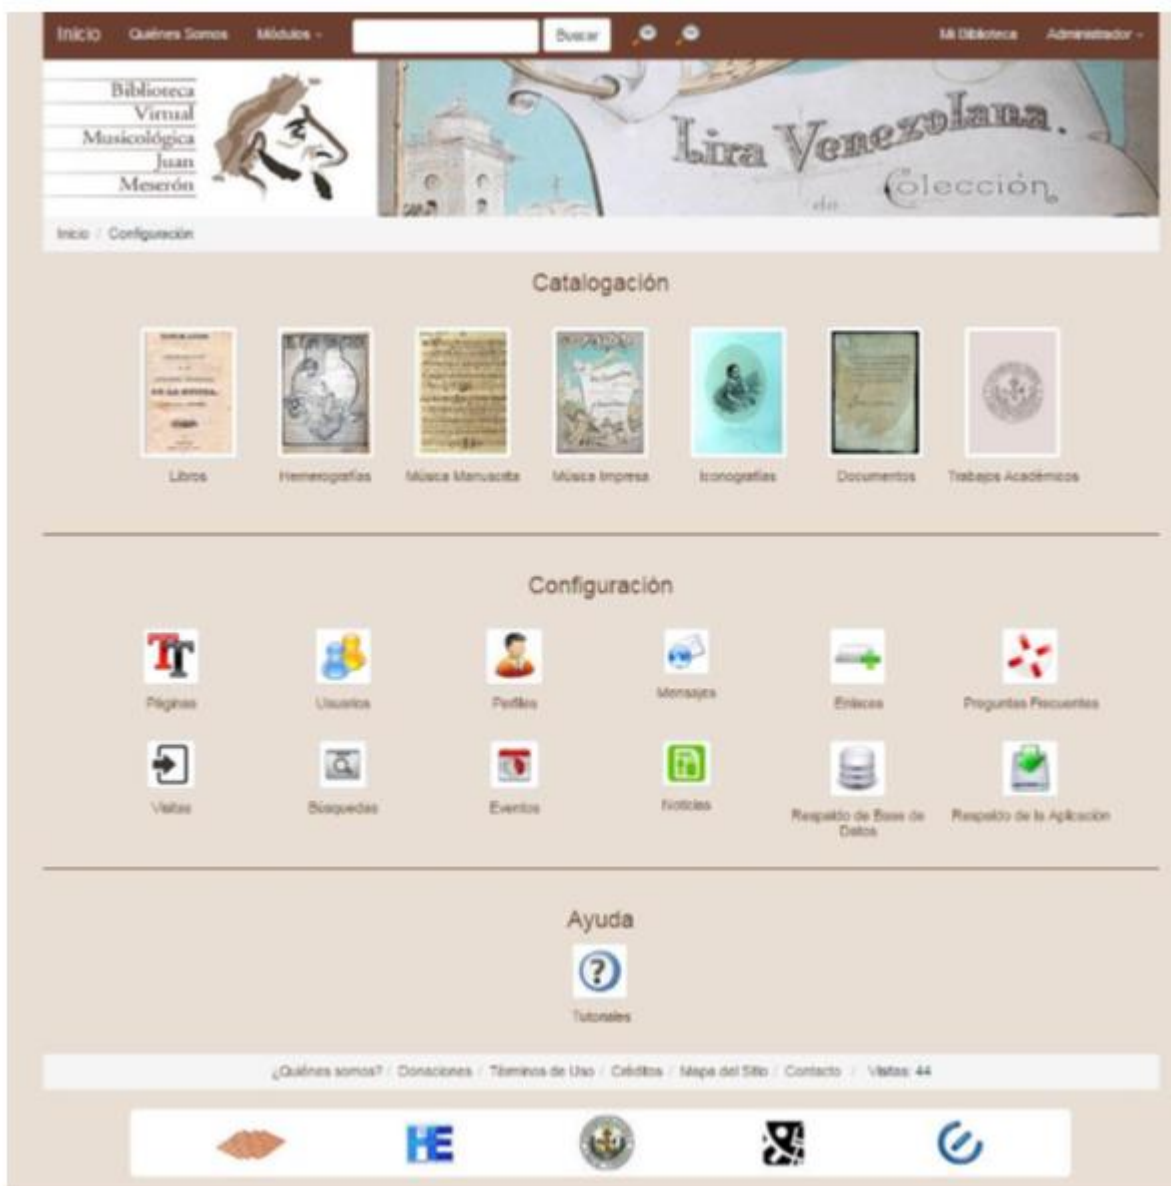 Inicio Quiénes Somos Módulos Buscar Mi Biblioteca Administrador
Biblioteca
Virtual
Musicológica
Juan
Meserón
Lira Venezolana.
Colección
de
Inicio / Configuración
Catalogación
Libros Hemerografías Música Manuscrita Música Impresa Iconografías Documentos Trabajos Académicos
Configuración
Páginas Usuarios Perfiles Mensajes Enlaces Preguntas Frecuentes
Visitas Búsquedas Eventos Noticias Respaldo de Base de Datos Respaldo de la Aplicación
Ayuda
Tutoriales
¿Quiénes somos? / Donaciones / Términos de Uso / Créditos / Mapa del Sitio / Contacto / Visitas: 44
HE